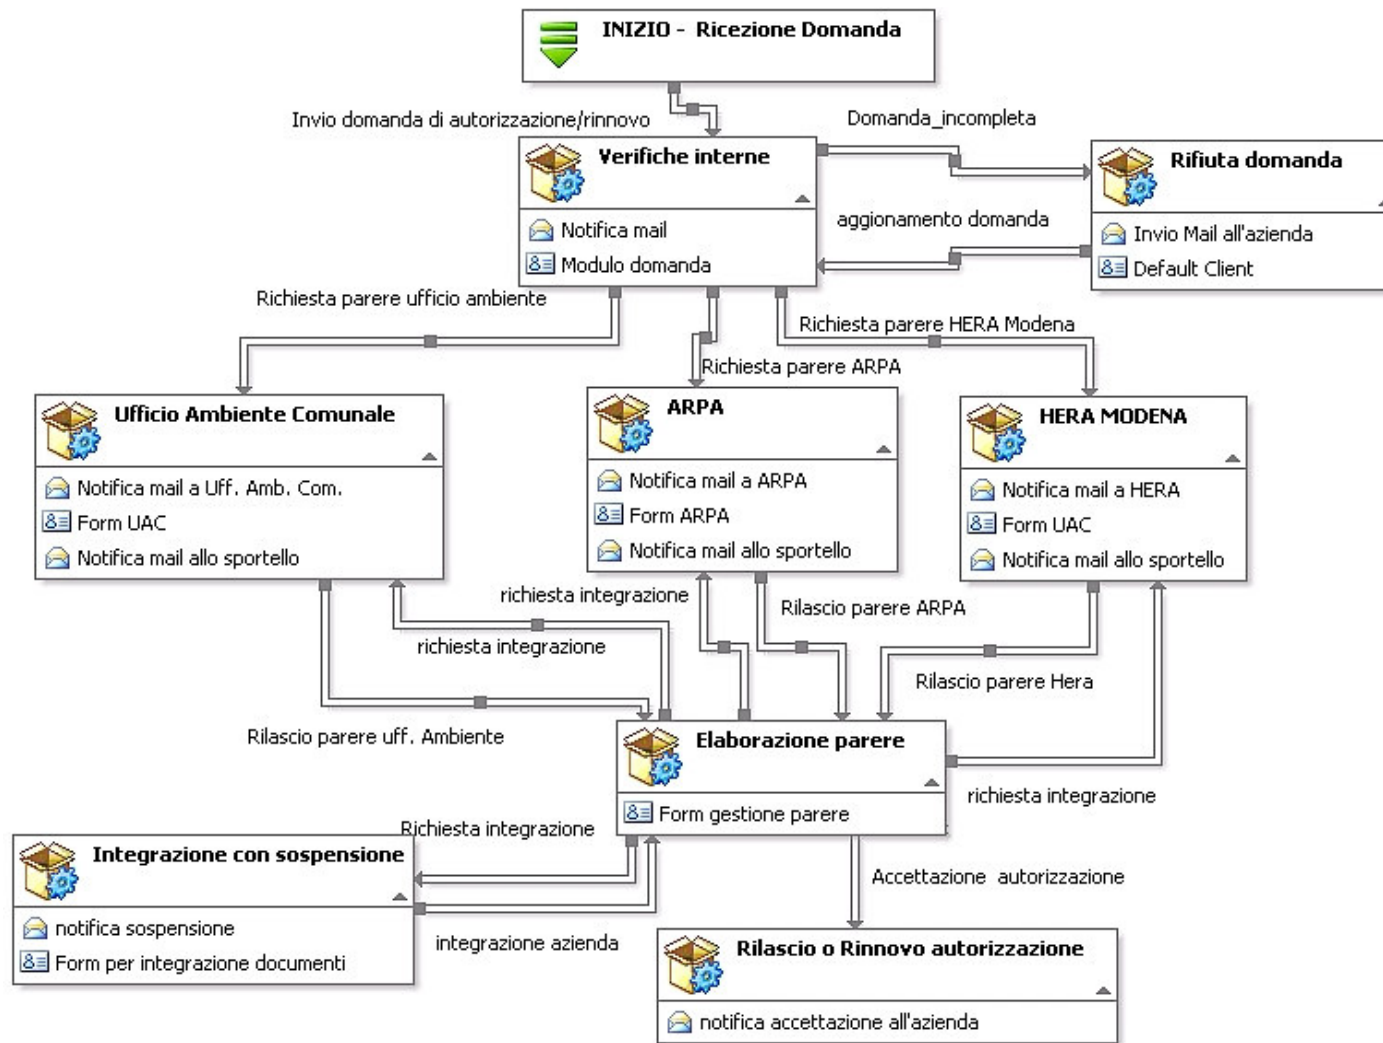 INIZIO - Ricezione Domanda
Invio domanda di autorizzazione/rinnovo
Domanda_incompleta
Verifiche interne
Notifica mail
Modulo domanda
Rifiuta domanda
Invio Mail all'azienda
Default Client
aggionamento domanda
Richiesta parere ufficio ambiente
Richiesta parere HERA Modena
Richiesta parere ARPA
Ufficio Ambiente Comunale
Notifica mail a Uff. Amb. Com.
Form UAC
Notifica mail allo sportello
ARPA
Notifica mail a ARPA
Form ARPA
Notifica mail allo sportello
HERA MODENA
Notifica mail a HERA
Form UAC
Notifica mail allo sportello
richiesta integrazione
Rilascio parere ARPA
richiesta integrazione
Rilascio parere Hera
Rilascio parere uff. Ambiente
Elaborazione parere
Form gestione parere
richiesta integrazione
Richiesta integrazione
Integrazione con sospensione
notifica sospensione
Form per integrazione documenti
integrazione azienda
Accettazione autorizzazione
Rilascio o Rinnovo autorizzazione
notifica accettazione all'azienda